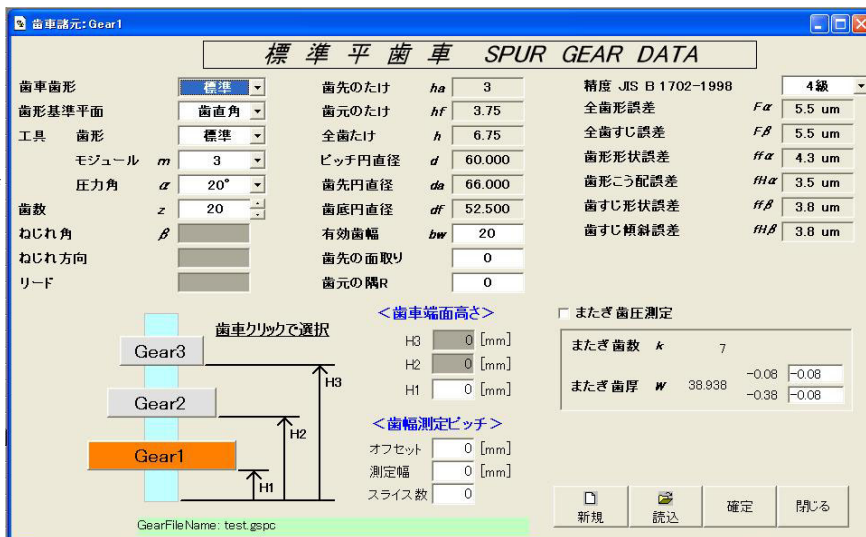 歯車諸元:Gear1
標準平歯車 SPUR GEAR DATA
歯車歯形 標準
歯形基準平面 歯直角
工具 歯形 標準
モジュール m 3
圧力角 α 20°
歯数 z 20
ねじれ角 β
ねじれ方向
リード
歯先のたけ ha 3
歯元のたけ hf 3.75
全歯たけ h 6.75
ピッチ円直径 d 60.000
歯先円直径 da 66.000
歯底円直径 df 52.500
有効歯幅 bw 20
歯先の面取り 0
歯元の隅R 0
精度 JIS B 1702-1998 4級
全歯形誤差 Fα 5.5 um
全歯すじ誤差 Fβ 5.5 um
歯形形状誤差 ffα 4.3 um
歯形こう配誤差 fHα 3.5 um
歯すじ形状誤差 ffβ 3.8 um
歯すじ傾斜誤差 fHβ 3.8 um
歯車クリックで選択
Gear3
Gear2
Gear1
H3
H2
H1
GearFileName: test.gspc
<歯車端面高さ>
H3 0 [mm]
H2 0 [mm]
H1 0 [mm]
<歯幅測定ピッチ>
オフセット 0 [mm]
測定幅 0 [mm]
スライス数 0
またぎ歯圧測定
またぎ歯数 k 7
またぎ歯厚 W 38.938
-0.08 -0.08
-0.38 -0.08
新規
読込
確定
閉じる